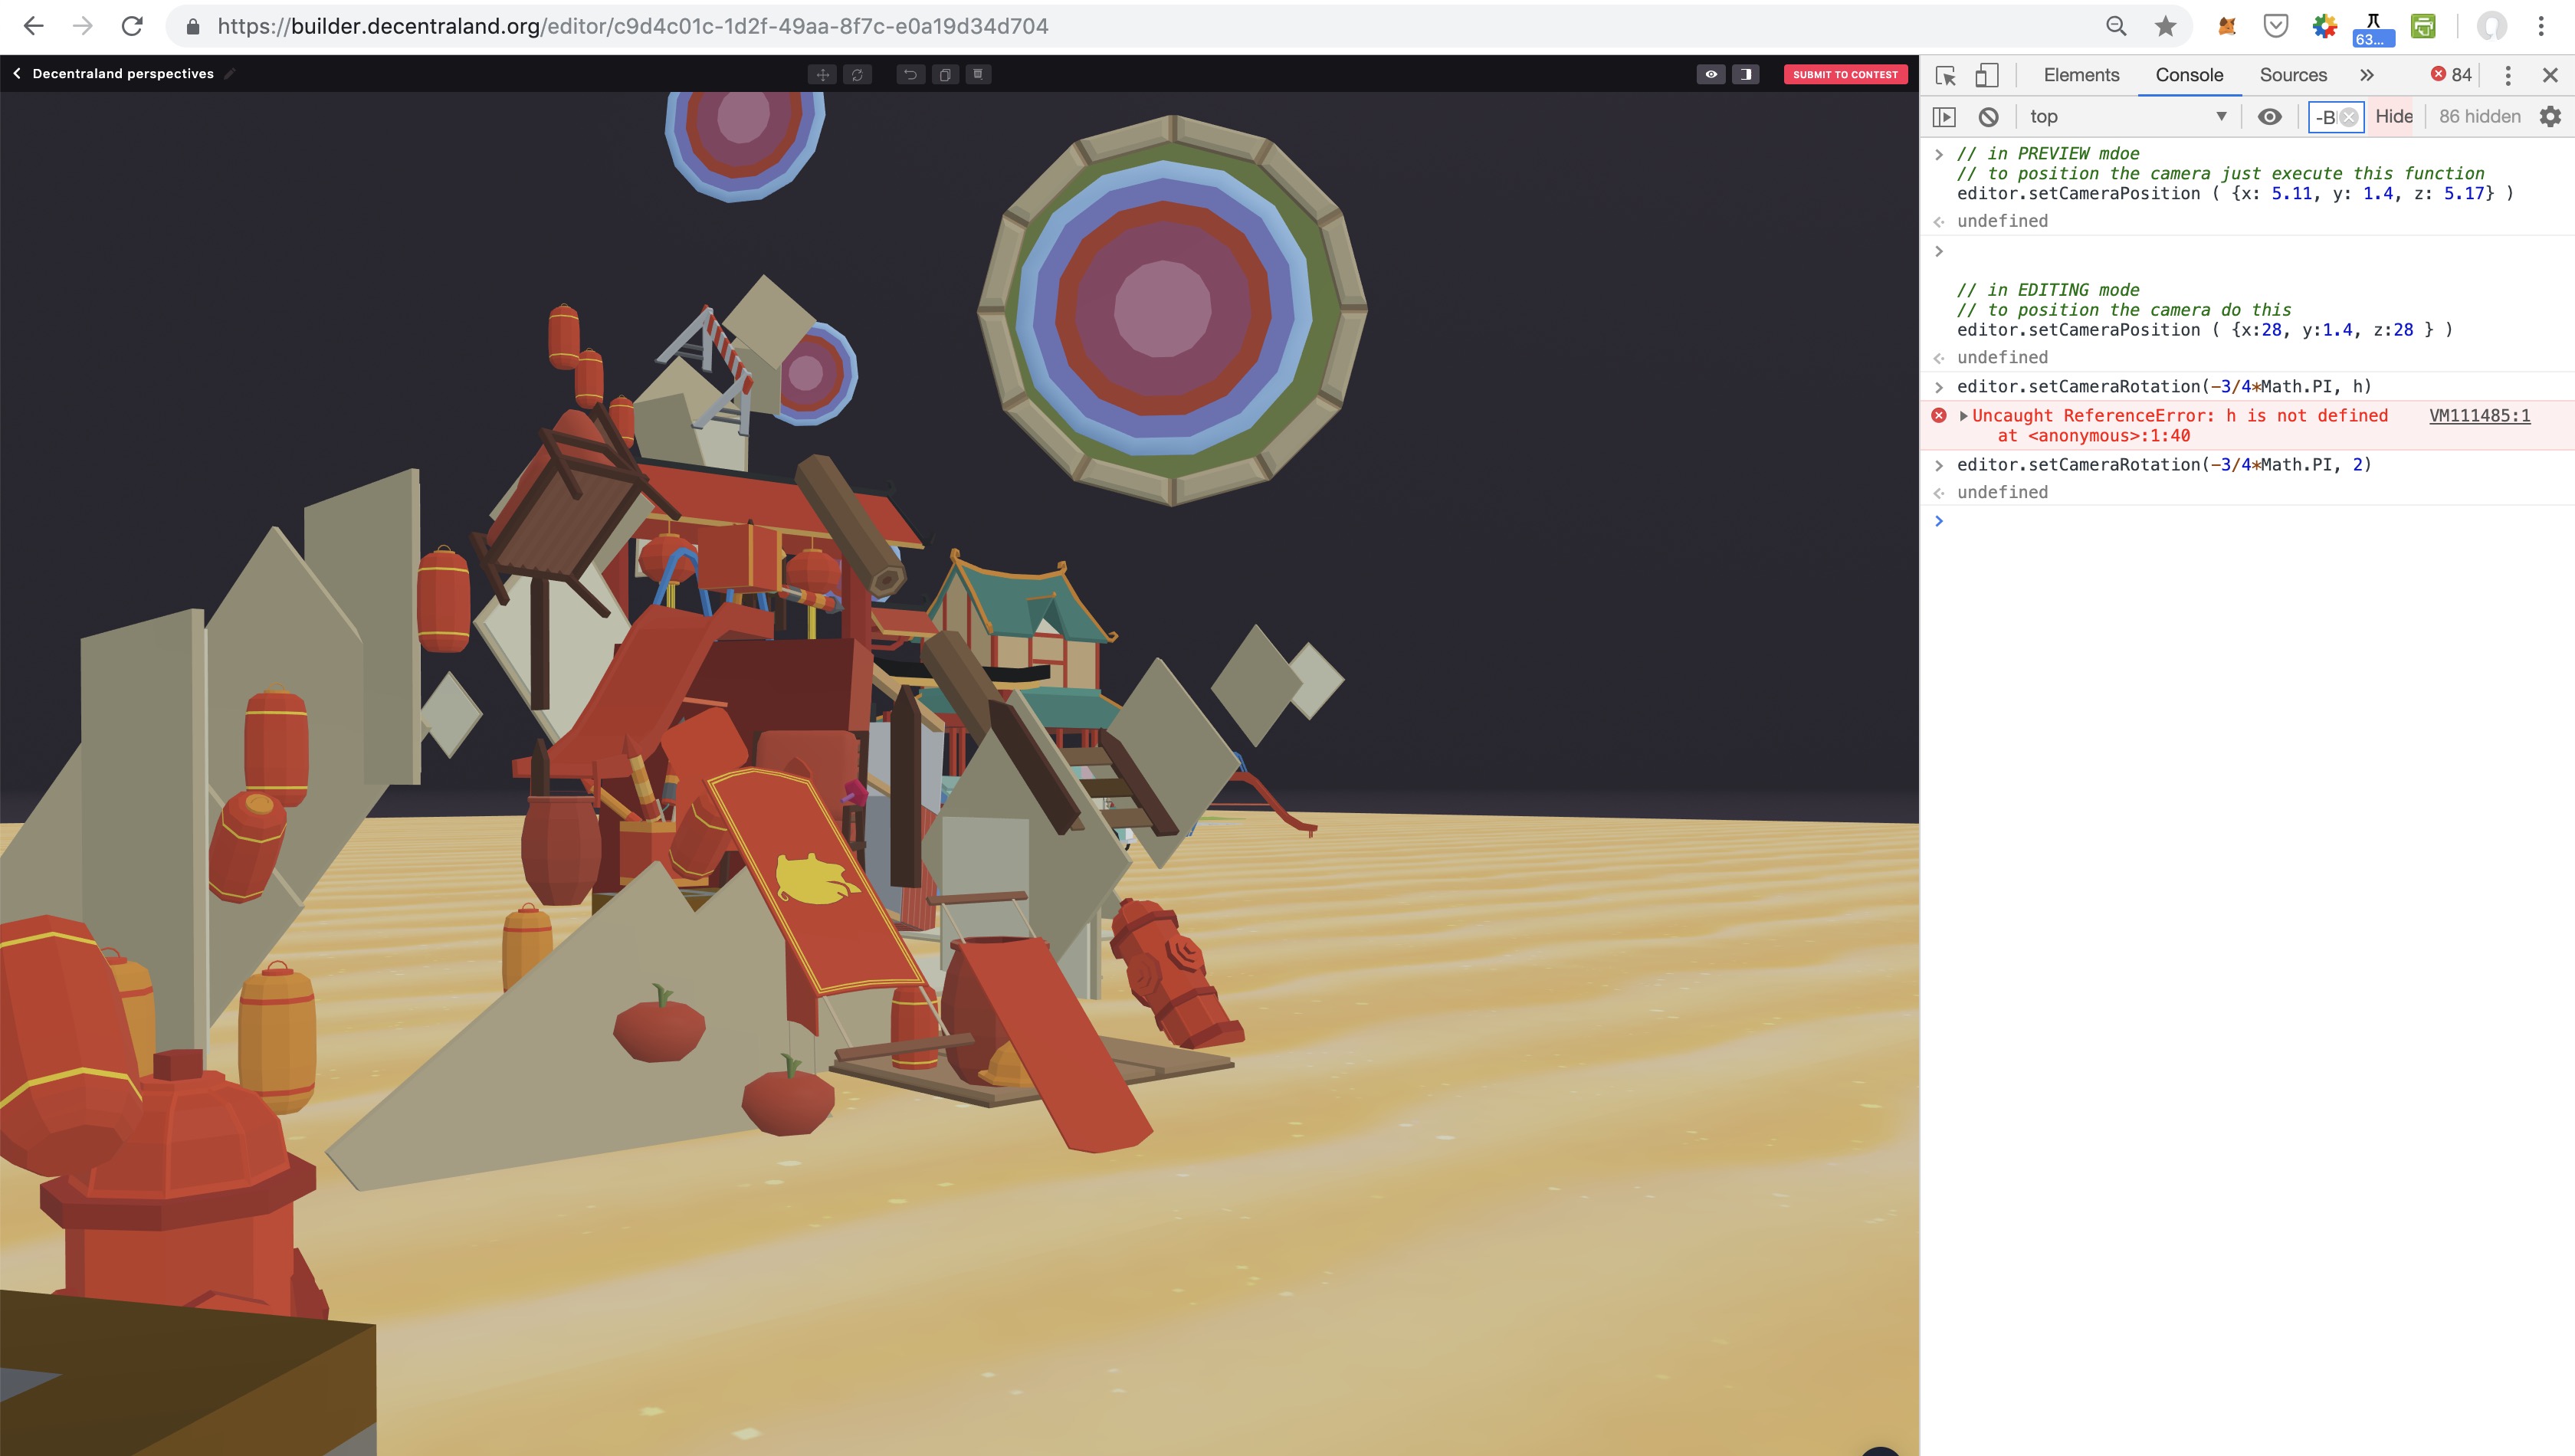 https://builder.decentraland.org/editor/c9d4c01c-1d2f-49aa-8f7c-e0a19d34d704
63...
Decentraland perspectives
SUBMIT TO CONTEST
Elements
Console
Sources
84
top
-B
Hide
86 hidden
// in PREVIEW mdoe
// to position the camera just execute this function
editor.setCameraPosition ( {x: 5.11, y: 1.4, z: 5.17} )
undefined
// in EDITING mode
// to position the camera do this
editor.setCameraPosition ( {x:28, y:1.4, z:28 } )
undefined
editor.setCameraRotation(-3/4*Math.PI, h)
Uncaught ReferenceError: h is not defined VM111485:1
at <anonymous>:1:40
editor.setCameraRotation(-3/4*Math.PI, 2)
undefined